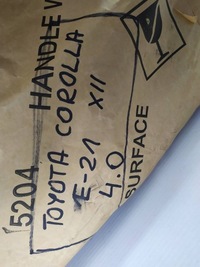 5204 HANDLE W
TOYOTA COROLLA
E-21 XII
4.0
SURFACE